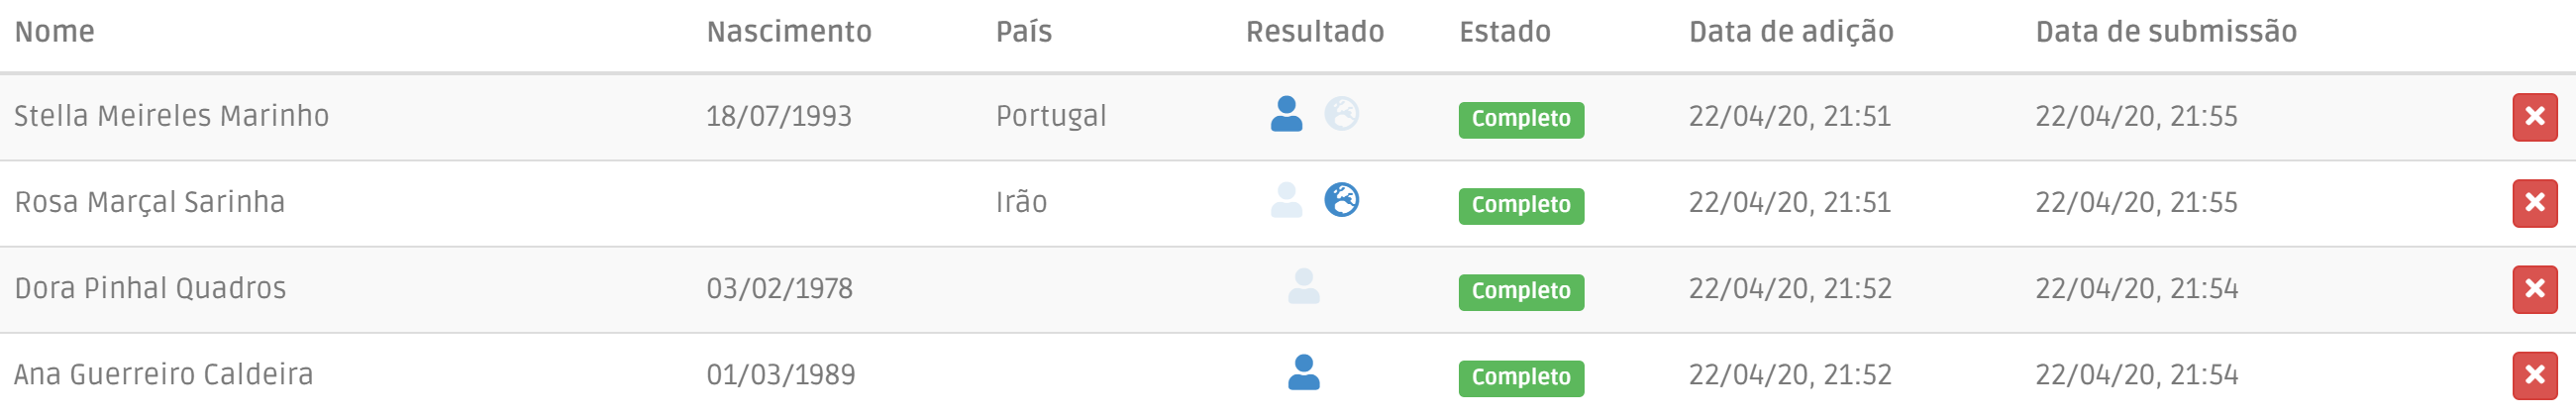 Nome Nascimento País Resultado Estado Data de adição Data de submissão
Stella Meireles Marinho 18/07/1993 Portugal Completo 22/04/20, 21:51 22/04/20, 21:55
Rosa Marçal Sarinha Irão Completo 22/04/20, 21:51 22/04/20, 21:55
Dora Pinhal Quadros 03/02/1978 Completo 22/04/20, 21:52 22/04/20, 21:54
Ana Guerreiro Caldeira 01/03/1989 Completo 22/04/20, 21:52 22/04/20, 21:54